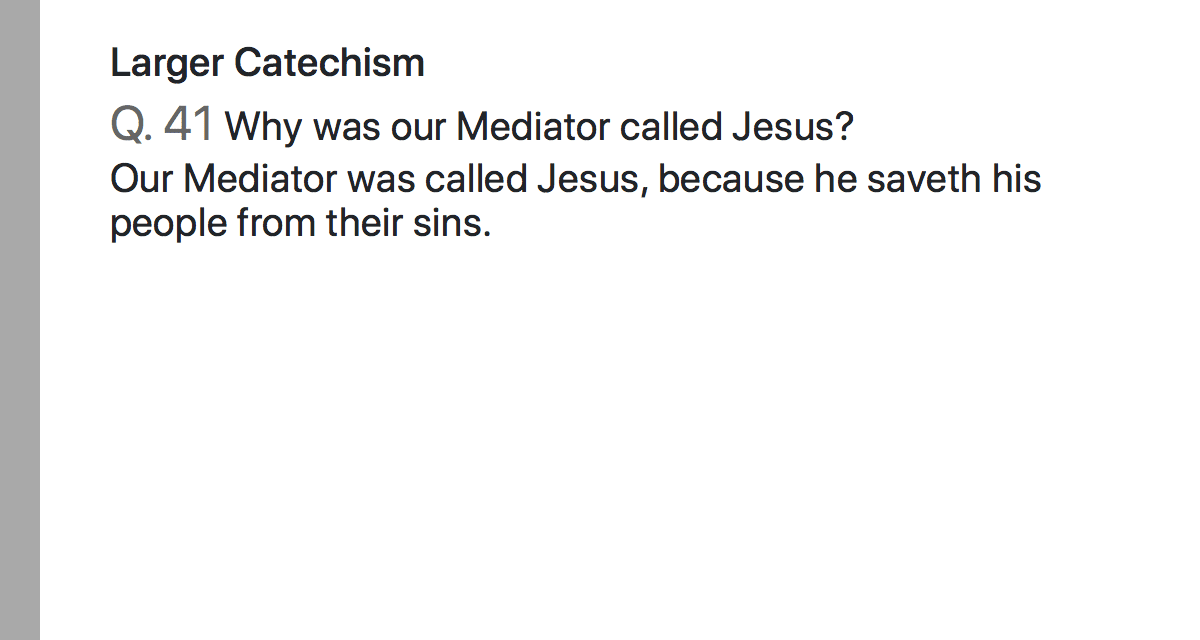 Larger Catechism
Q. 41 Why was our Mediator called Jesus?
Our Mediator was called Jesus, because he saveth his
people from their sins.